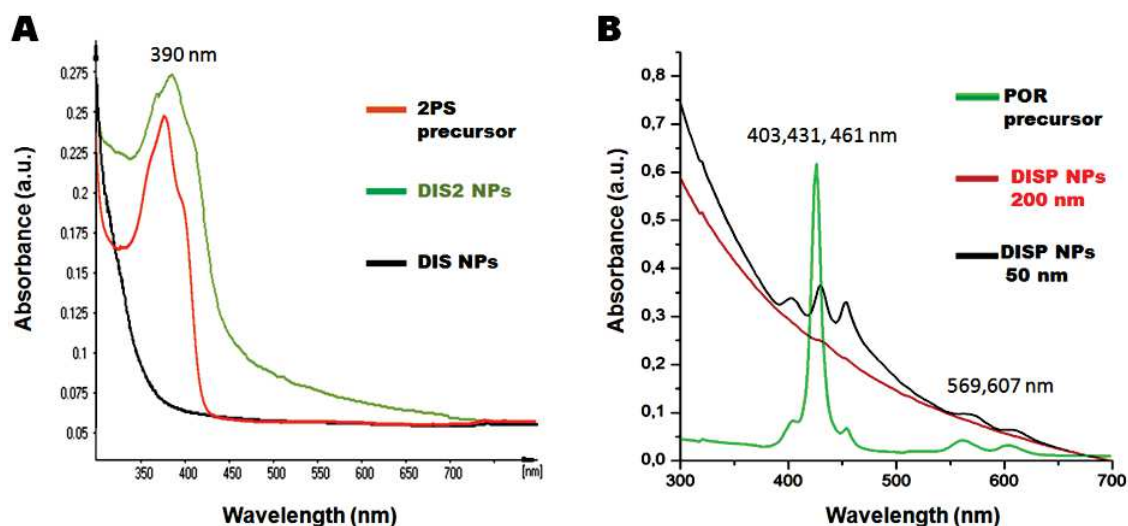 A
390 nm
Absorbance (a.u.)
0.275
0.25
0.225
0.2
0.175
0.15
0.125
0.1
0.075
0.05
350 400 450 500 550 600 650 700 [nm]
Wavelength (nm)
2PS
precursor
DIS2 NPs
DIS NPs
B
403,431, 461 nm
569,607 nm
Absorbance (a.u.)
0,8
0,7
0,6
0,5
0,4
0,3
0,2
0,1
0,0
300 400 500 600 700
Wavelength (nm)
POR
precursor
DISP NPs
200 nm
DISP NPs
50 nm